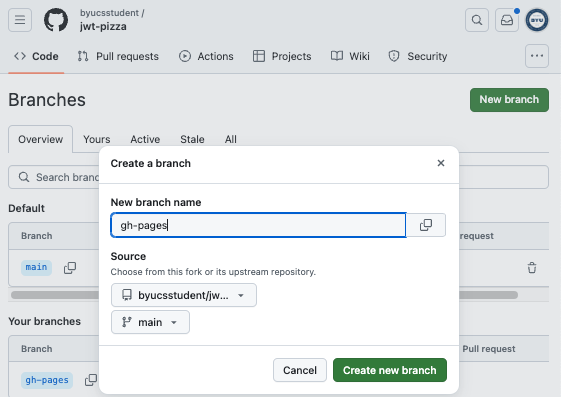 byucsstudent /
jwt-pizza
BYU
Code Pull requests Actions Projects Wiki Security
Branches
New branch
Overview Yours Active Stale All
Search branc
Create a branch
New branch name
gh-pages
Source
Choose from this fork or its upstream repository.
byucsstudent/jw...
main
Cancel Create new branch
Default
Branch
request
main
Your branches
Branch
Pull request
gh-pages